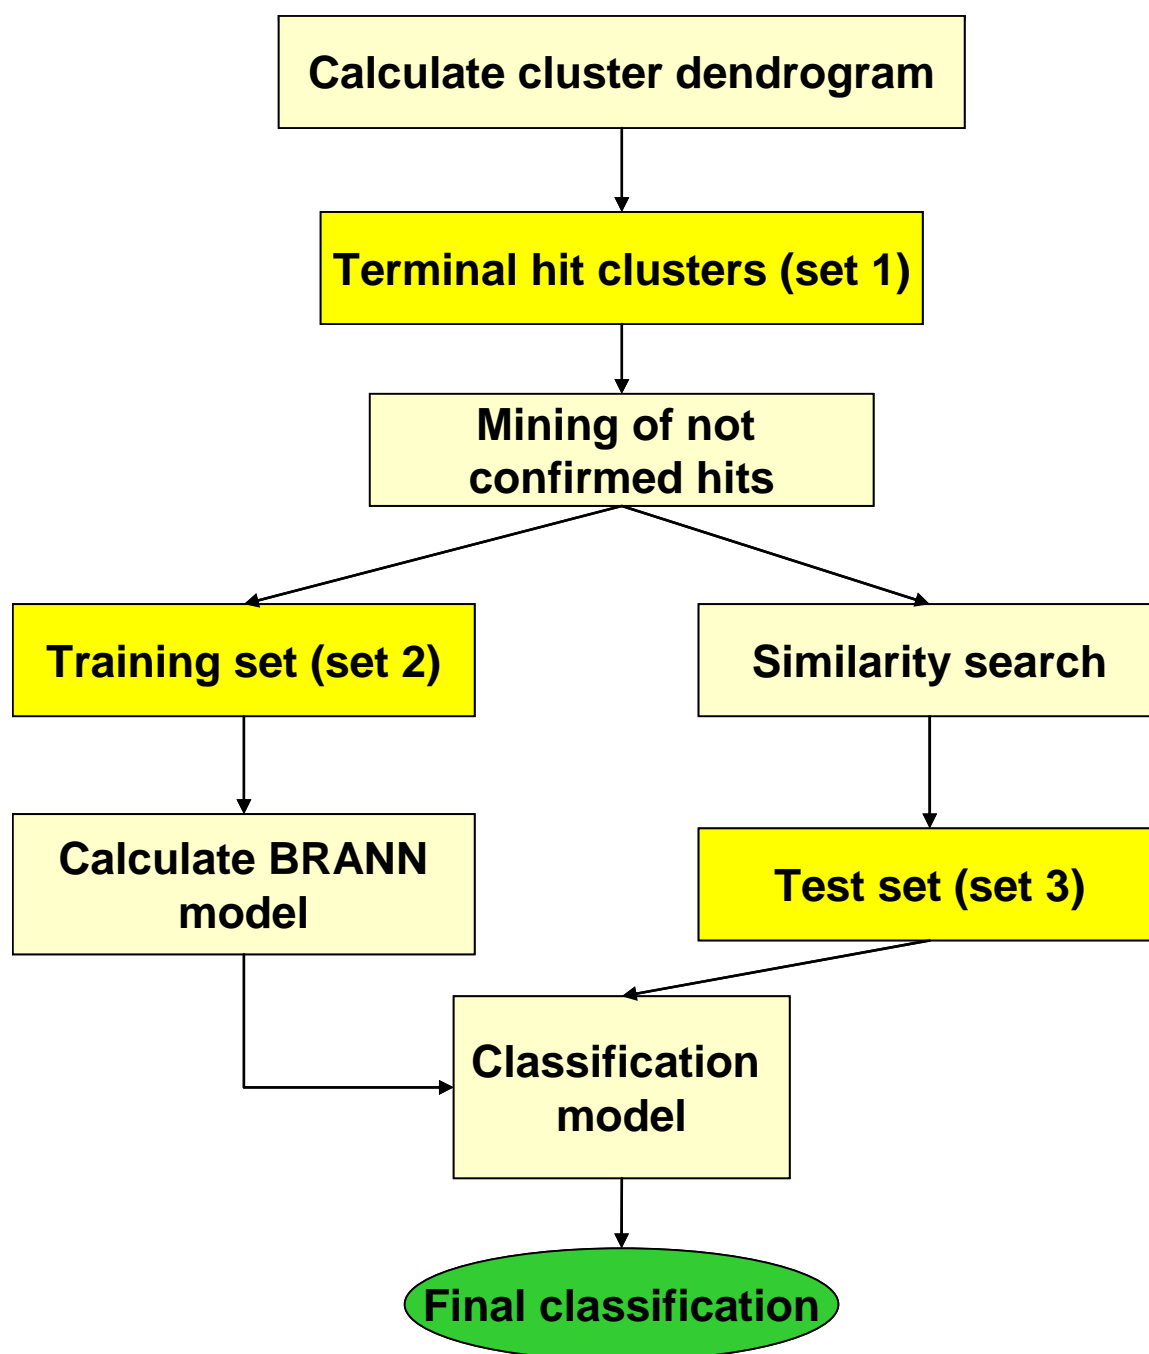 Calculate cluster dendrogram
Terminal hit clusters (set 1)
Mining of not
confirmed hits
Training set (set 2)
Similarity search
Calculate BRANN
model
Test set (set 3)
Classification
model
Final classification